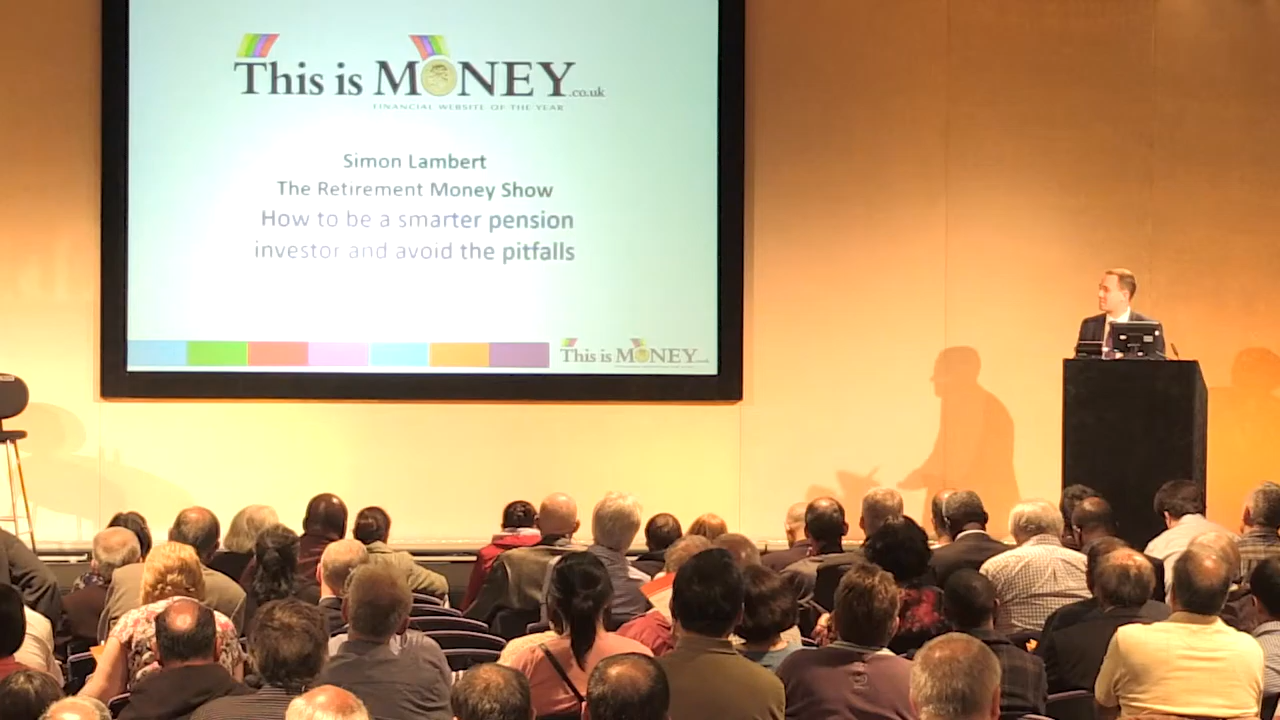 This is MONEY.co.uk
FINANCIAL WEBSITE OF THE YEAR
Simon Lambert
The Retirement Money Show
How to be a smarter pension
investor and avoid the pitfalls
This is MONEY